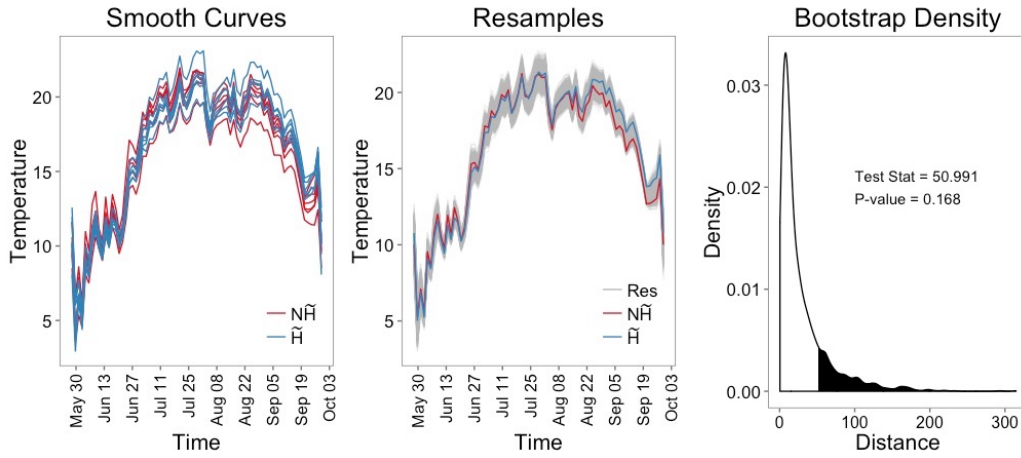 Smooth Curves
Temperature
20
15
10
5
NH̃
H̃
May 30
Jun 13
Jun 27
Jul 11
Jul 25
Aug 08
Aug 22
Sep 05
Sep 19
Oct 03
Time
Resamples
Temperature
20
15
10
5
Res
NH̃
H̃
May 30
Jun 13
Jun 27
Jul 11
Jul 25
Aug 08
Aug 22
Sep 05
Sep 19
Oct 03
Time
Bootstrap Density
Density
0.03
0.02
0.01
0.00
Test Stat = 50.991
P-value = 0.168
0
100
200
300
Distance